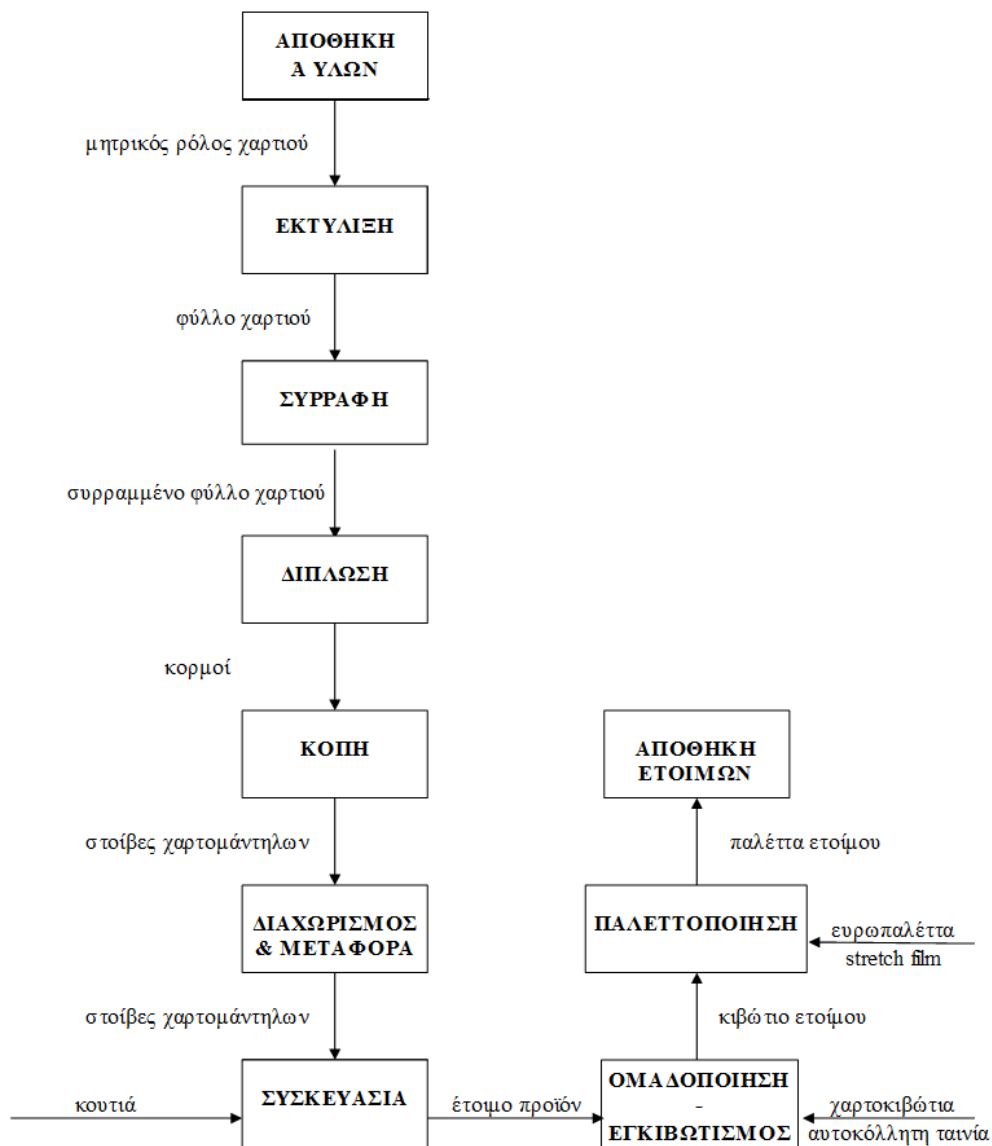 ΑΠΟΘΗΚΗ
Ά ΥΛΩΝ
μητρικός ρόλος χαρτιού
ΕΚΤΥΛΙΞΗ
φύλλο χαρτιού
ΣΥΡΡΑΦΗ
συρραμμένο φύλλο χαρτιού
ΔΙΠΛΩΣΗ
κορμοί
ΚΟΠΗ
στοίβες χαρτομάντηλων
ΔΙΑΧΩΡΙΣΜΟΣ
& ΜΕΤΑΦΟΡΑ
στοίβες χαρτομάντηλων
κουτιά
ΣΥΣΚΕΥΑΣΙΑ
έτοιμο προϊόν
ΟΜΑΔΟΠΟΙΗΣΗ
-
ΕΓΚΙΒΩΤΙΣΜΟΣ
χαρτοκιβώτια
αυτοκόλλητη ταινία
κιβώτιο ετοίμου
ΠΑΛΕΤΤΟΠΟΙΗΣΗ
ευρωπαλέττα
stretch film
παλέττα ετοίμου
ΑΠΟΘΗΚΗ
ΕΤΟΙΜΩΝ